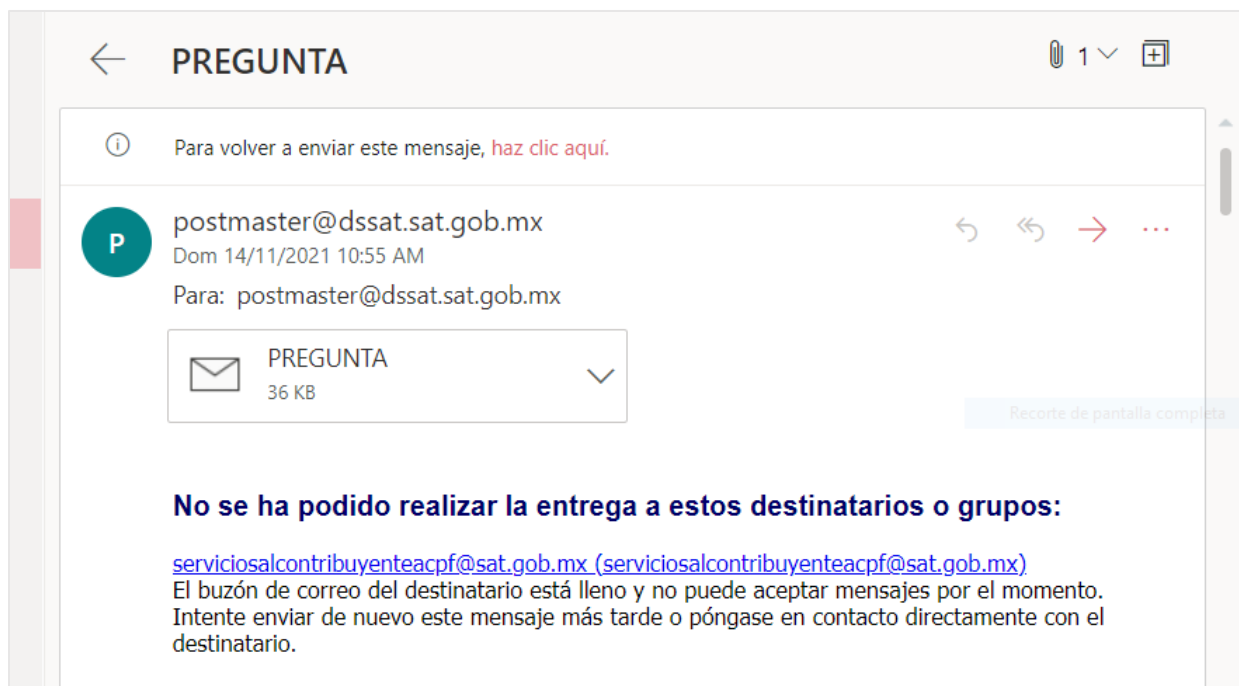 PREGUNTA
1
Para volver a enviar este mensaje, haz clic aquí.
P
postmaster@dssat.sat.gob.mx
Dom 14/11/2021 10:55 AM
Para: postmaster@dssat.sat.gob.mx
PREGUNTA
36 KB
Recorte de pantalla completa
No se ha podido realizar la entrega a estos destinatarios o grupos:
serviciosalcontribuyenteacpf@sat.gob.mx (serviciosalcontribuyenteacpf@sat.gob.mx)
El buzón de correo del destinatario está lleno y no puede aceptar mensajes por el momento.
Intente enviar de nuevo este mensaje más tarde o póngase en contacto directamente con el
destinatario.